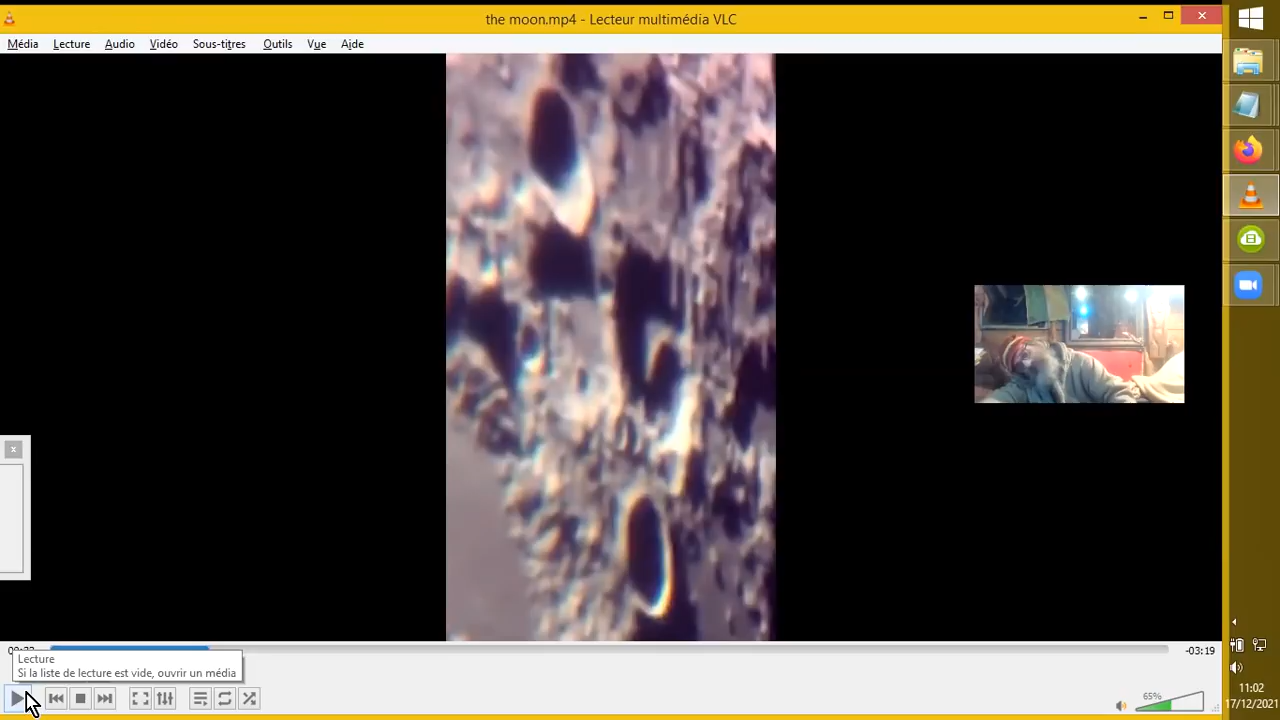 the moon.mp4 - Lecteur multimédia VLC
Média Lecture Audio Vidéo Sous-titres Outils Vue Aide
x
-03:19
Lecture
Si la liste de lecture est vide, ouvrir un média
65%
11:02
17/12/2021